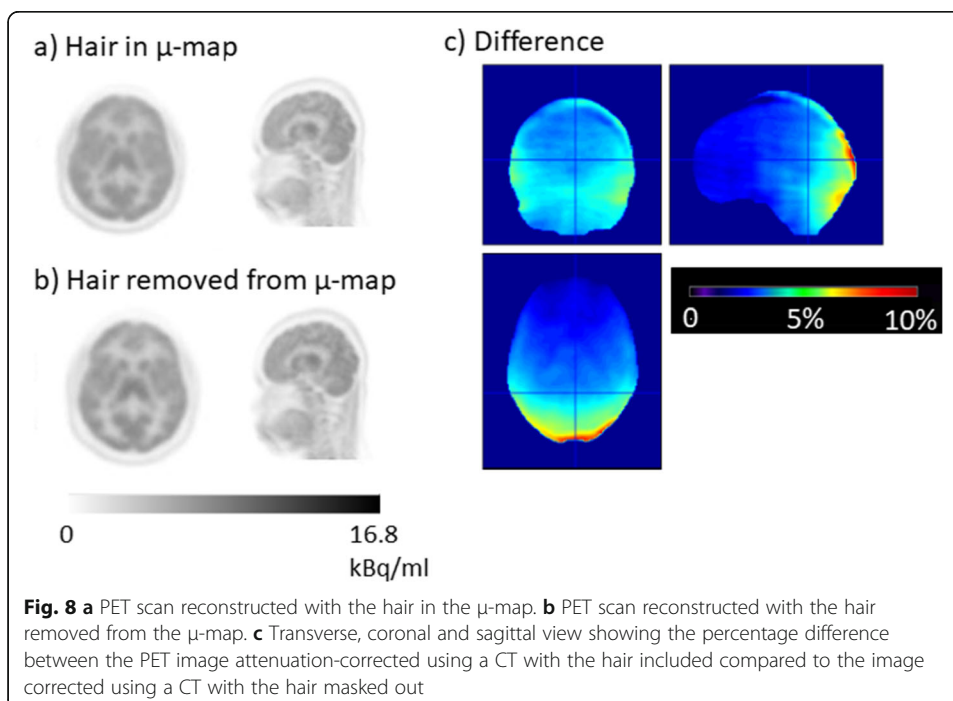 a) Hair in µ-map
c) Difference
b) Hair removed from µ-map
0 5% 10%
0 16.8
kBq/ml
Fig. 8 a PET scan reconstructed with the hair in the µ-map. b PET scan reconstructed with the hair
removed from the µ-map. c Transverse, coronal and sagittal view showing the percentage difference
between the PET image attenuation-corrected using a CT with the hair included compared to the image
corrected using a CT with the hair masked out